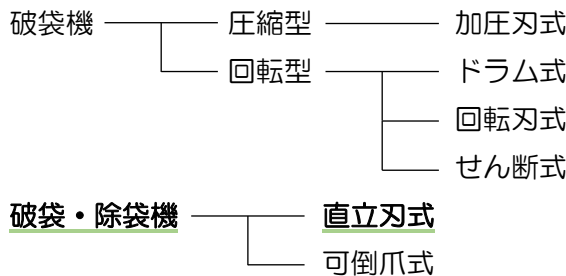 破袋機 圧縮型 加圧刃式
回転型 ドラム式
回転刃式
せん断式
破袋・除袋機 直立刃式
可倒爪式